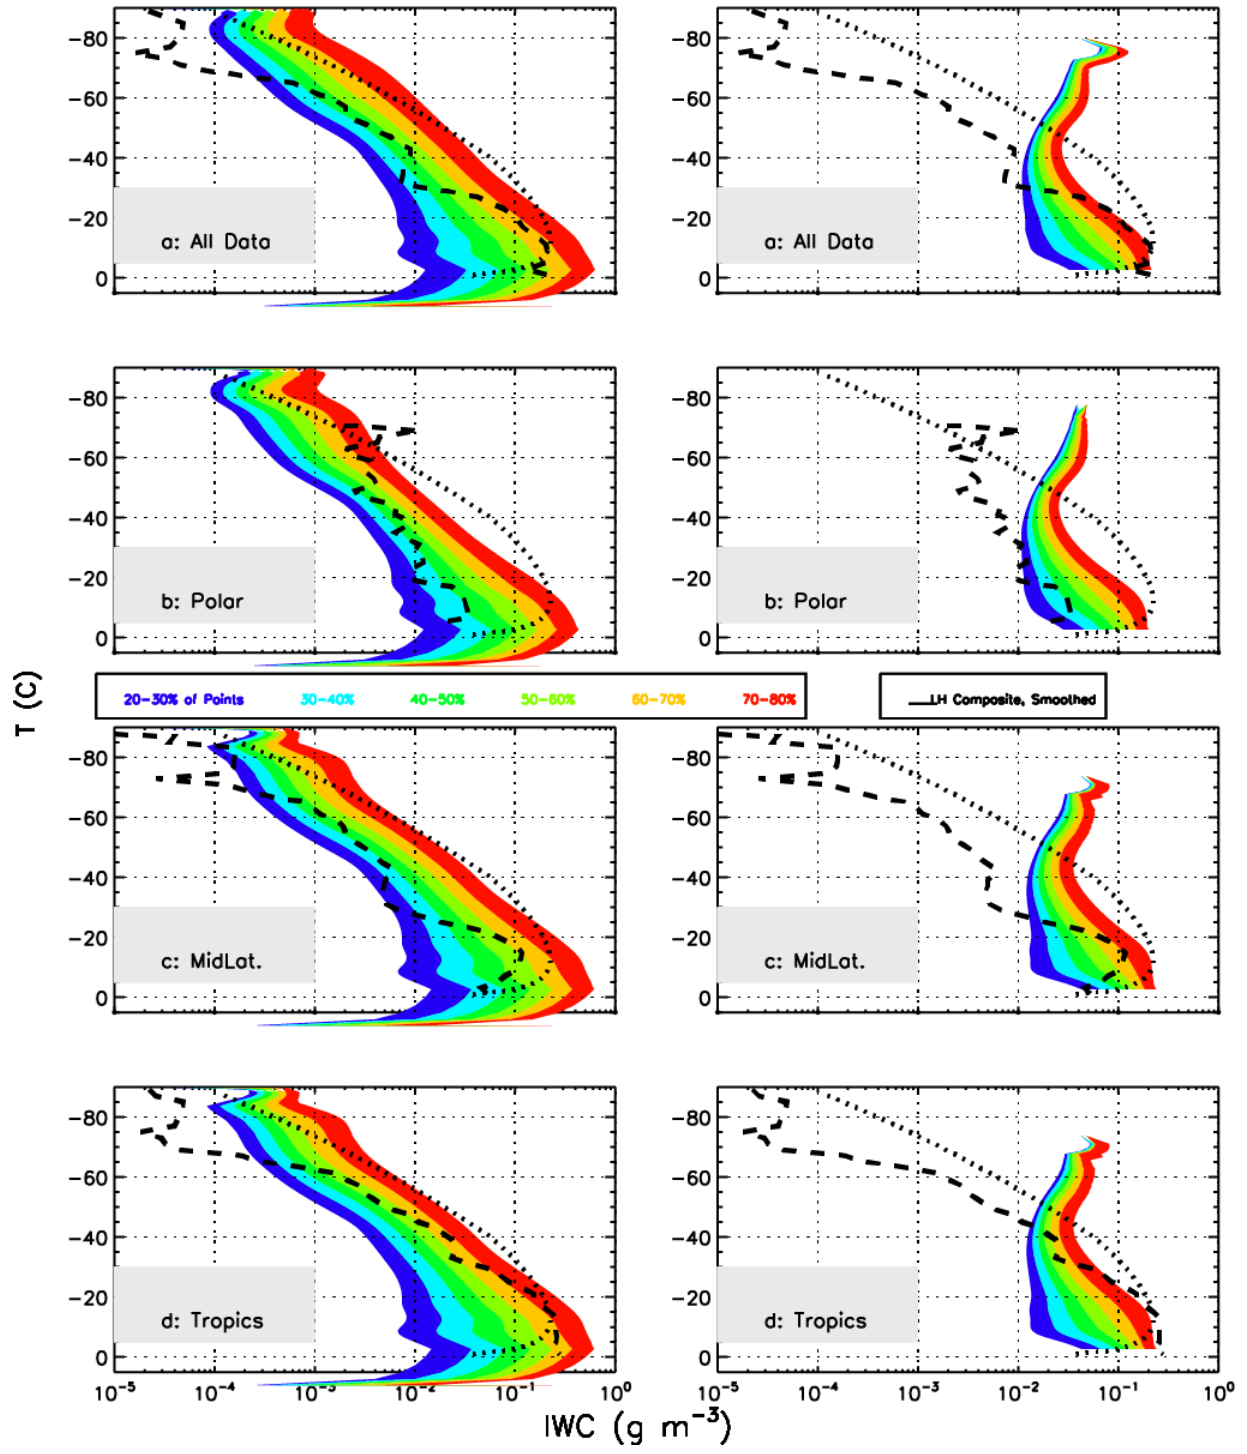 -80
-60
-40
-20
0
a: All Data
-80
-60
-40
-20
0
a: All Data
-80
-60
-40
-20
0
b: Polar
-80
-60
-40
-20
0
b: Polar
T (C)
20-30% of Points 30-40% 40-50% 50-60% 60-70% 70-80%
LH Composite, Smoothed
-80
-60
-40
-20
0
c: MidLat.
-80
-60
-40
-20
0
c: MidLat.
-80
-60
-40
-20
0
d: Tropics
-80
-60
-40
-20
0
d: Tropics
10⁻⁵ 10⁻⁴ 10⁻³ 10⁻² 10⁻¹ 10⁰
10⁻⁵ 10⁻⁴ 10⁻³ 10⁻² 10⁻¹ 10⁰
IWC (g m⁻³)